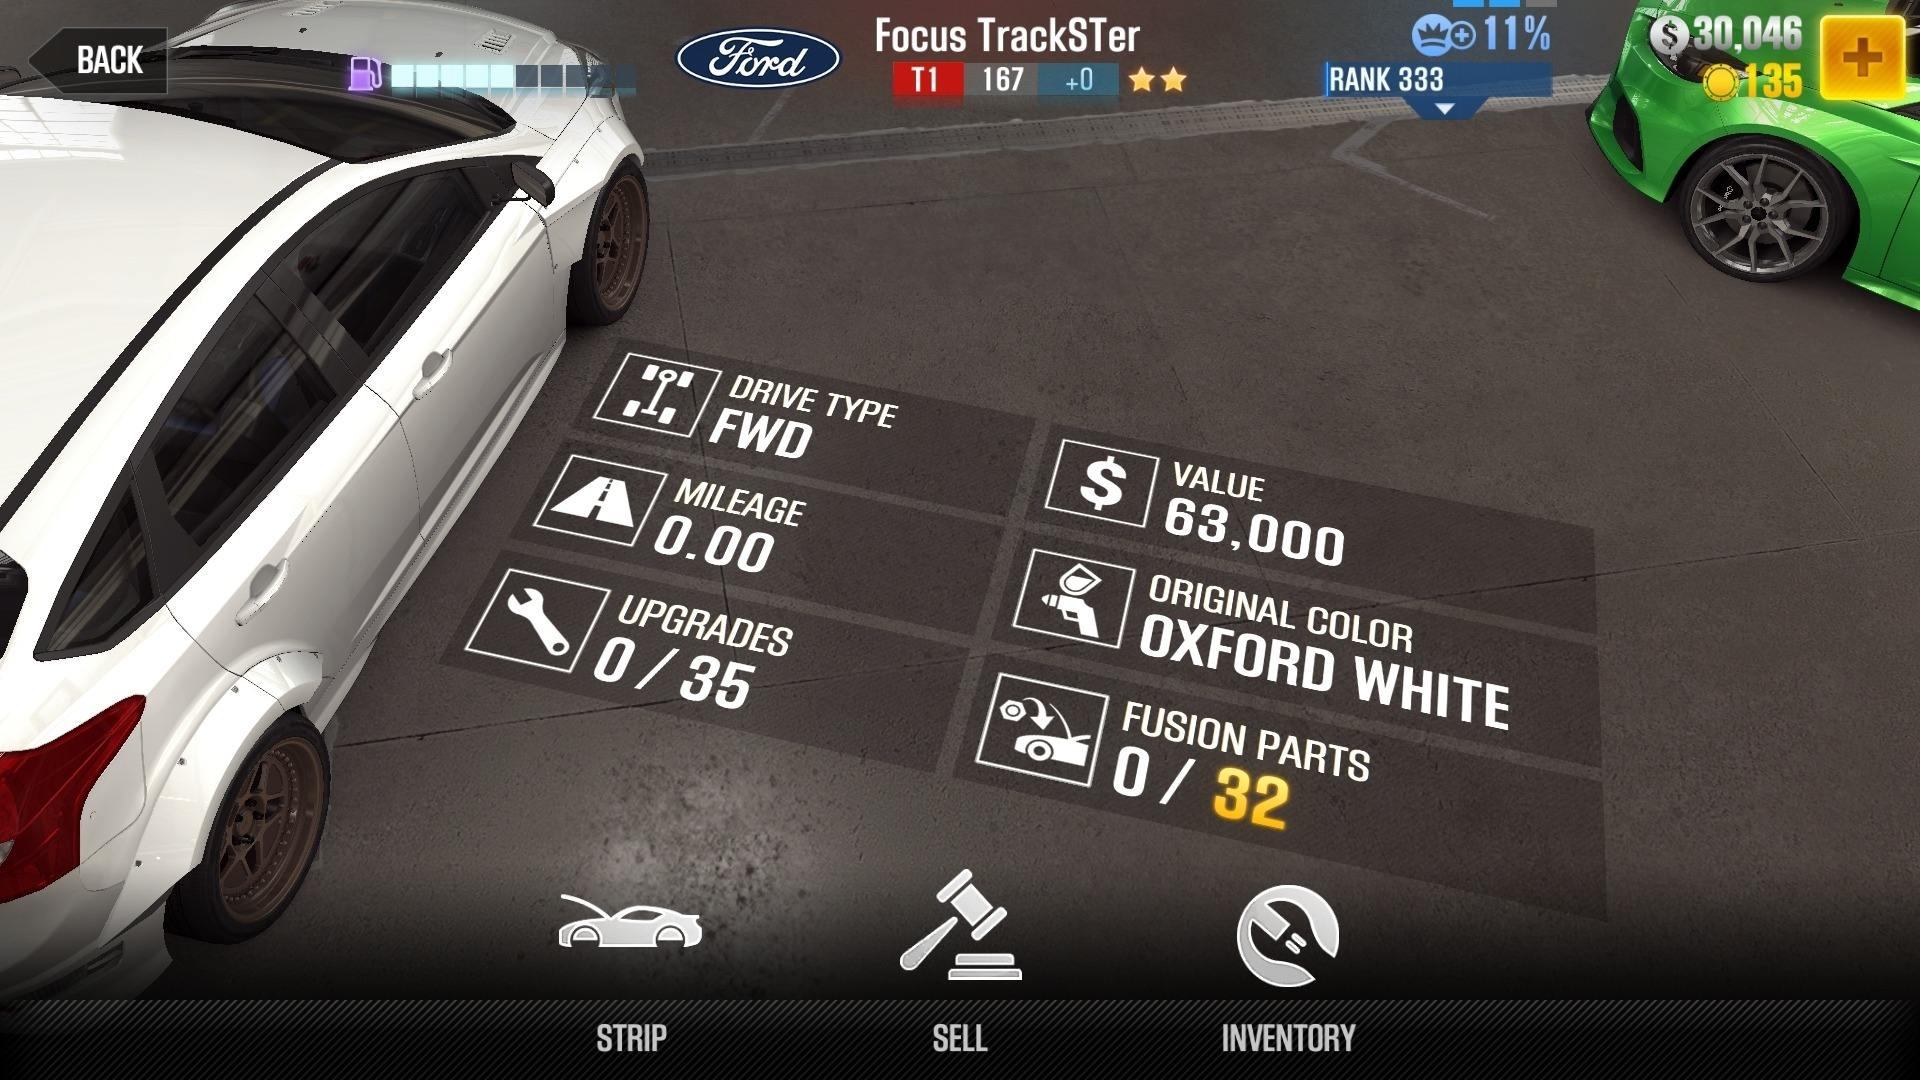 BACK
Ford
Focus TrackSTer
T1 167 +0
11%
RANK 333
30,046
135
DRIVE TYPE
FWD
MILEAGE
0.00
UPGRADES
0 / 35
VALUE
63,000
ORIGINAL COLOR
OXFORD WHITE
FUSION PARTS
0 / 32
STRIP
SELL
INVENTORY